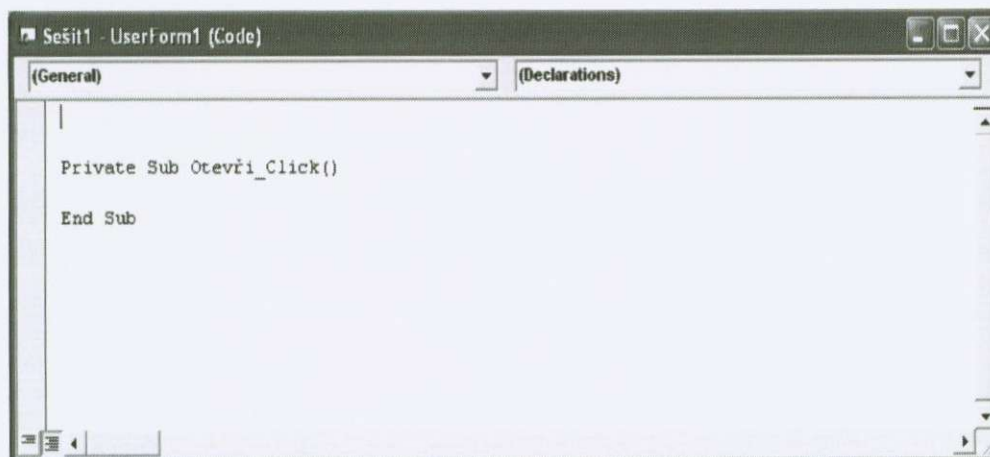 Sešit1 - UserForm1 (Code)
(General) (Declarations)
Private Sub Otevři_Click()
End Sub